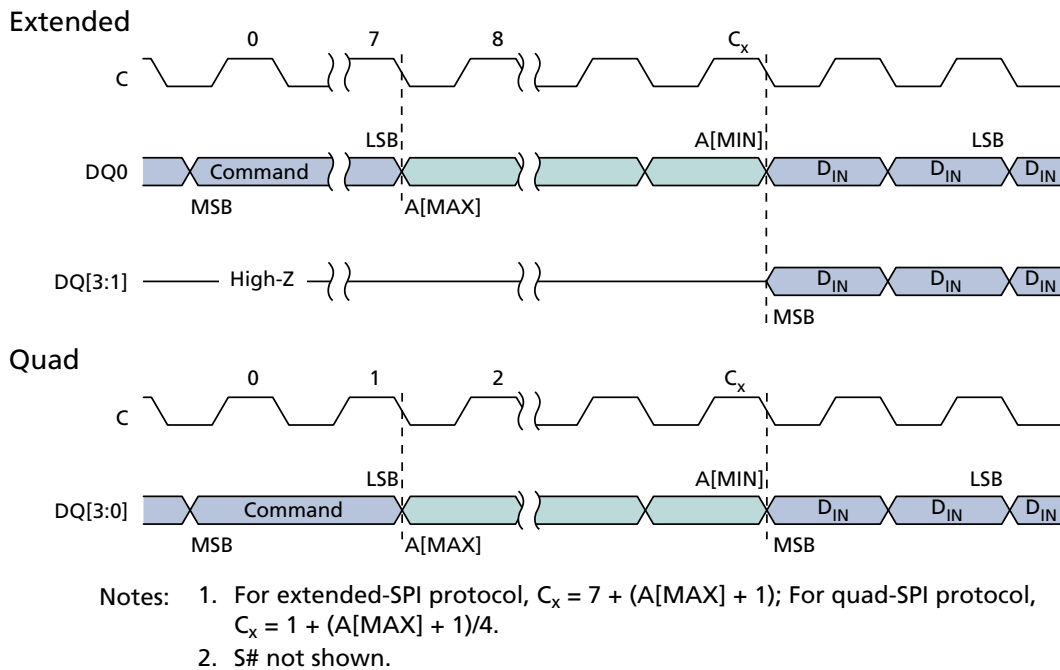 Extended
0 7 8 Cx
C
LSB A[MIN] LSB
DQ0 Command DIN DIN DIN
MSB A[MAX]
DQ[3:1] High-Z DIN DIN DIN
MSB
Quad
0 1 2 Cx
C
LSB A[MIN] LSB
DQ[3:0] Command DIN DIN DIN
MSB A[MAX] MSB
Notes: 1. For extended-SPI protocol, Cx = 7 + (A[MAX] + 1); For quad-SPI protocol,
Cx = 1 + (A[MAX] + 1)/4.
2. S# not shown.